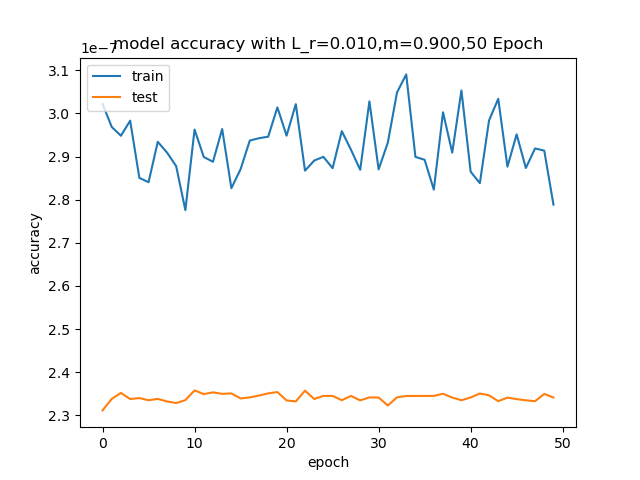 1e−7
model accuracy with L_r=0.010,m=0.900,50 Epoch
train
test
3.1
3.0
2.9
2.8
2.7
2.6
2.5
2.4
2.3
accuracy
0 10 20 30 40 50
epoch